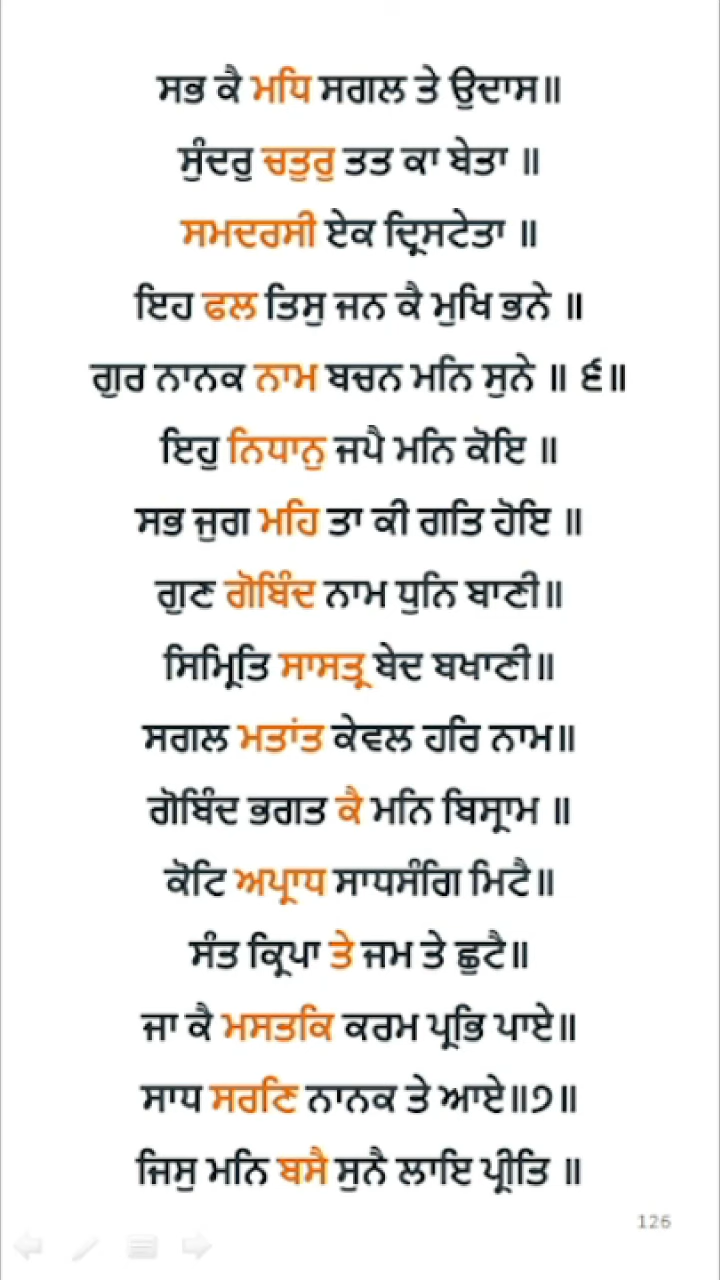 ਸਭ ਕੈ ਮਧਿ ਸਗਲ ਤੇ ਉਦਾਸ॥
ਸੁੰਦਰੁ ਚਤੁਰੁ ਤਤ ਕਾ ਬੇਤਾ ॥
ਸਮਦਰਸੀ ਏਕ ਦ੍ਰਿਸਟੇਤਾ ॥
ਇਹ ਫਲ ਤਿਸੁ ਜਨ ਕੈ ਮੁਖਿ ਭਨੇ ॥
ਗੁਰ ਨਾਨਕ ਨਾਮ ਬਚਨ ਮਨਿ ਸੁਨੇ ॥ ੬॥
ਇਹੁ ਨਿਧਾਨੁ ਜਪੈ ਮਨਿ ਕੋਇ ॥
ਸਭ ਜੁਗ ਮਹਿ ਤਾ ਕੀ ਗਤਿ ਹੋਇ ॥
ਗੁਣ ਗੋਬਿੰਦ ਨਾਮ ਧੁਨਿ ਬਾਣੀ॥
ਸਿਮ੍ਰਿਤਿ ਸਾਸਤ੍ਰ ਬੇਦ ਬਖਾਣੀ॥
ਸਗਲ ਮਤਾਂਤ ਕੇਵਲ ਹਰਿ ਨਾਮ॥
ਗੋਬਿੰਦ ਭਗਤ ਕੈ ਮਨਿ ਬਿਸ੍ਰਾਮ ॥
ਕੋਟਿ ਅਪ੍ਰਾਧ ਸਾਧਸੰਗਿ ਮਿਟੈ॥
ਸੰਤ ਕ੍ਰਿਪਾ ਤੇ ਜਮ ਤੇ ਛੁਟੈ॥
ਜਾ ਕੈ ਮਸਤਕਿ ਕਰਮ ਪ੍ਰਭਿ ਪਾਏ॥
ਸਾਧ ਸਰਣਿ ਨਾਨਕ ਤੇ ਆਏ॥੭॥
ਜਿਸੁ ਮਨਿ ਬਸੈ ਸੁਨੈ ਲਾਇ ਪ੍ਰੀਤਿ ॥
126